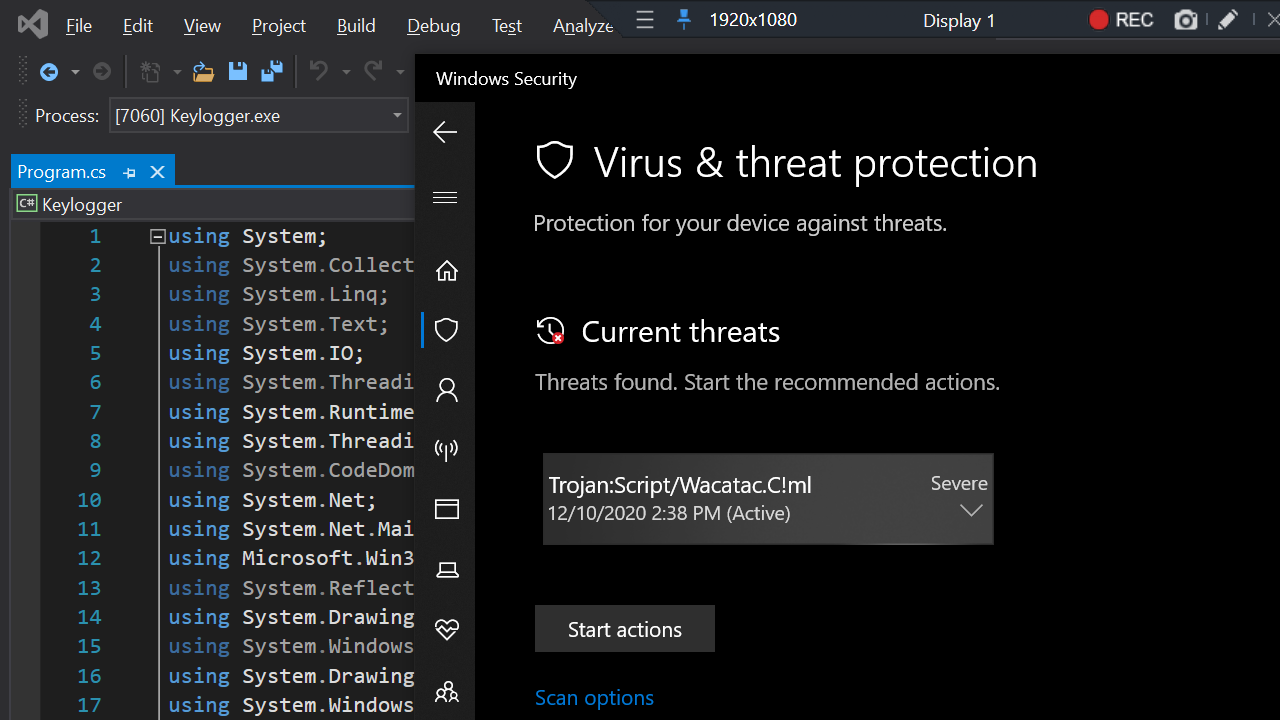 File Edit View Project Build Debug Test Analyze
1920x1080 Display 1 REC
Process: [7060] Keylogger.exe
Program.cs
C# Keylogger
1 using System;
2 using System.Collect
3 using System.Linq;
4 using System.Text;
5 using System.IO;
6 using System.Threadi
7 using System.Runtime
8 using System.Threadi
9 using System.CodeDom
10 using System.Net;
11 using System.Net.Mai
12 using Microsoft.Win3
13 using System.Reflect
14 using System.Drawing
15 using System.Windows
16 using System.Drawing
17 using System.Windows
Windows Security
Virus & threat protection
Protection for your device against threats.
Current threats
Threats found. Start the recommended actions.
Trojan:Script/Wacatac.C!ml Severe
12/10/2020 2:38 PM (Active)
Start actions
Scan options